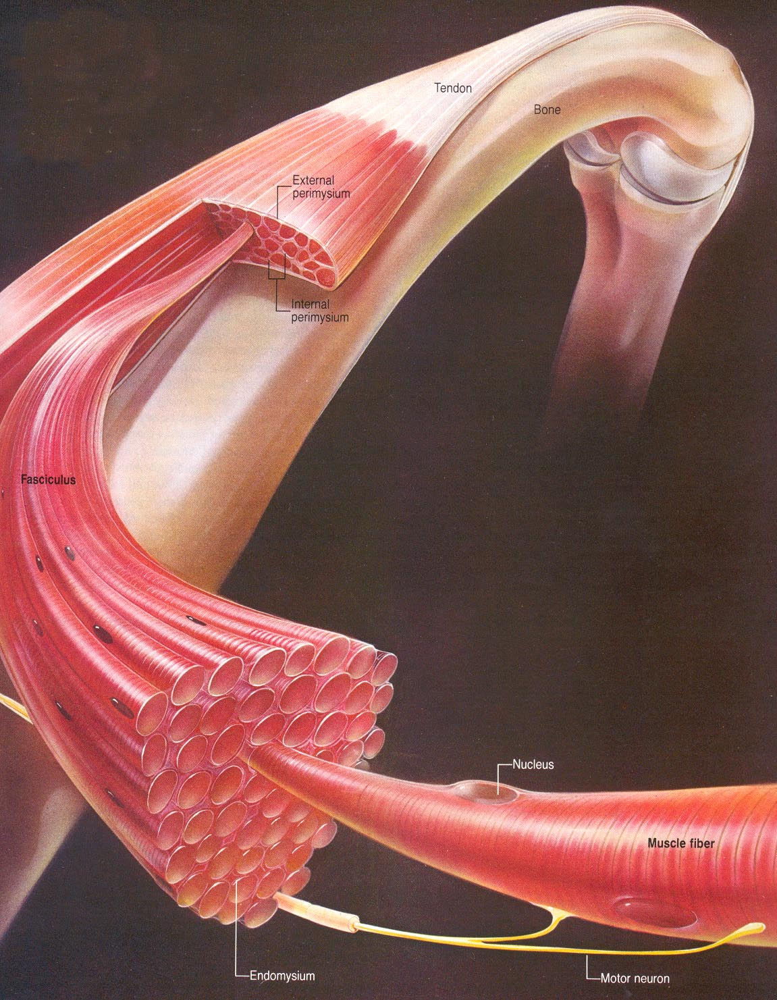 Tendon
Bone
External
perimysium
Internal
perimysium
Fasciculus
Nucleus
Muscle fiber
Endomysium
Motor neuron